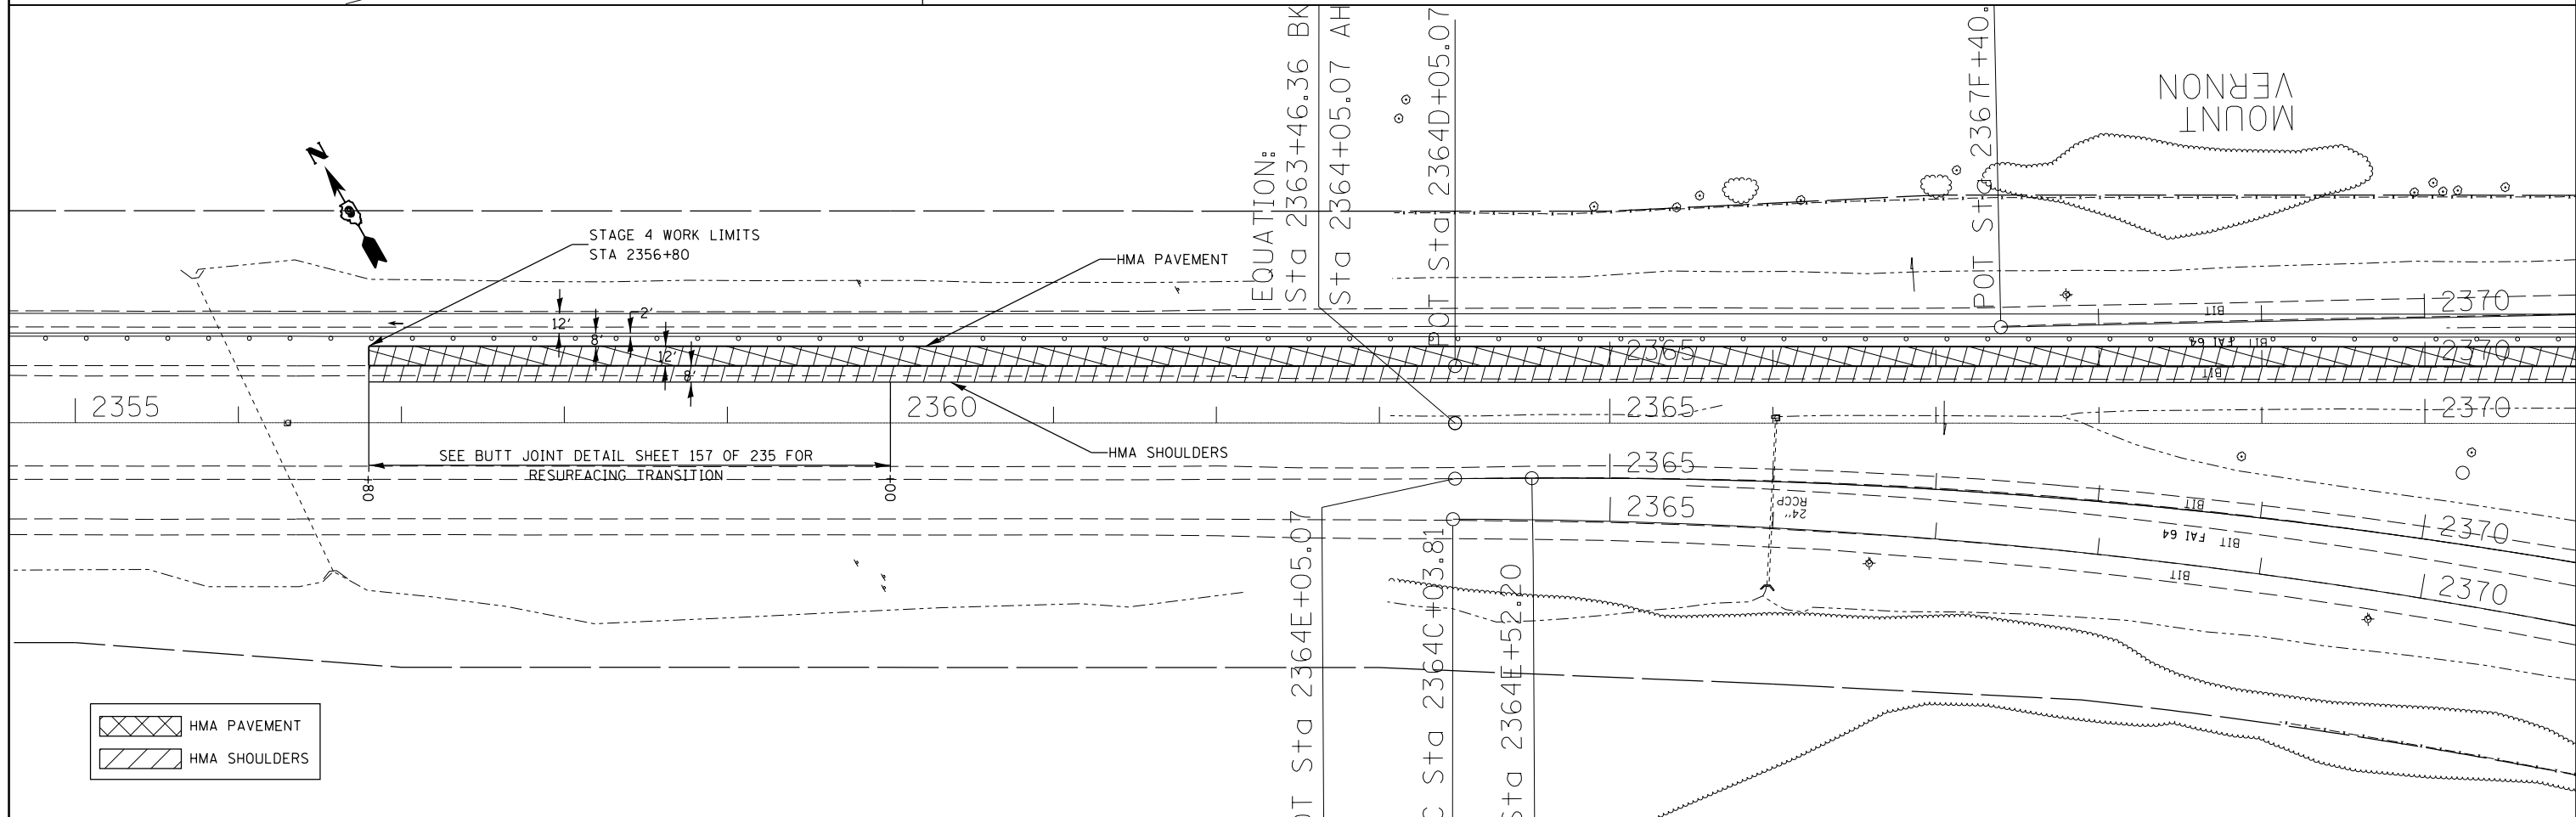 EQUATION:
Sta 2363+46.36 BK
Sta 2364+05.07 AH
POT Sta 2364D+05.07
POT Sta 2367F+40.
MOUNT
VERNON
N
STAGE 4 WORK LIMITS
STA 2356+80
HMA PAVEMENT
12'
8'
2'
12'
8'
2370
BIT
2365
BIT
FAI 64
2370
BIT
2355
2360
2365
2370
SEE BUTT JOINT DETAIL SHEET 157 OF 235 FOR
RESURFACING TRANSITION
HMA SHOULDERS
+80
+00
2365
2365
24"
RCCP
BIT
FAI 64
BIT
BIT
2370
2370
OT Sta 2364E+05.07
C Sta 2364C+03.81
Sta 2364E+52.20
HMA PAVEMENT
HMA SHOULDERS